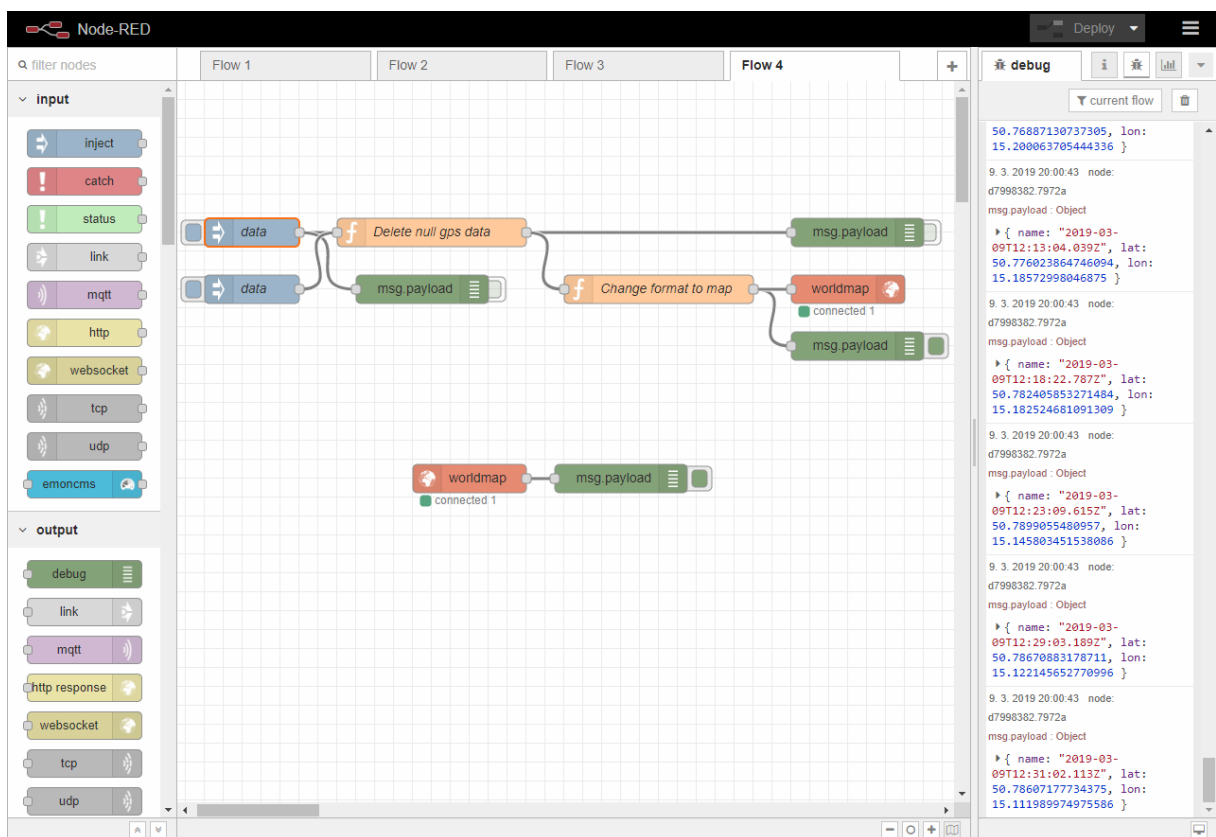 Node-RED
Deploy
filter nodes
Flow 1
Flow 2
Flow 3
Flow 4
debug
i
current flow
input
inject
catch
status
link
mqtt
http
websocket
tcp
udp
emoncms
output
debug
link
mqtt
http response
websocket
tcp
udp
data
Delete null gps data
msg.payload
data
msg.payload
Change format to map
worldmap
connected 1
msg.payload
worldmap
msg.payload
connected 1
50.76887130737305, lon:
15.200063705444336 }
9. 3. 2019 20:00:43 node:
d7998382.7972a
msg.payload : Object
{ name: "2019-03-
09T12:13:04.039Z", lat:
50.776023864746094, lon:
15.18572998046875 }
9. 3. 2019 20:00:43 node:
d7998382.7972a
msg.payload : Object
{ name: "2019-03-
09T12:18:22.787Z", lat:
50.782405853271484, lon:
15.182524681091309 }
9. 3. 2019 20:00:43 node:
d7998382.7972a
msg.payload : Object
{ name: "2019-03-
09T12:23:09.615Z", lat:
50.7899055480957, lon:
15.145803451538086 }
9. 3. 2019 20:00:43 node:
d7998382.7972a
msg.payload : Object
{ name: "2019-03-
09T12:29:03.189Z", lat:
50.78670883178711, lon:
15.122145652770996 }
9. 3. 2019 20:00:43 node:
d7998382.7972a
msg.payload : Object
{ name: "2019-03-
09T12:31:02.113Z", lat:
50.78607177734375, lon:
15.111989974975586 }